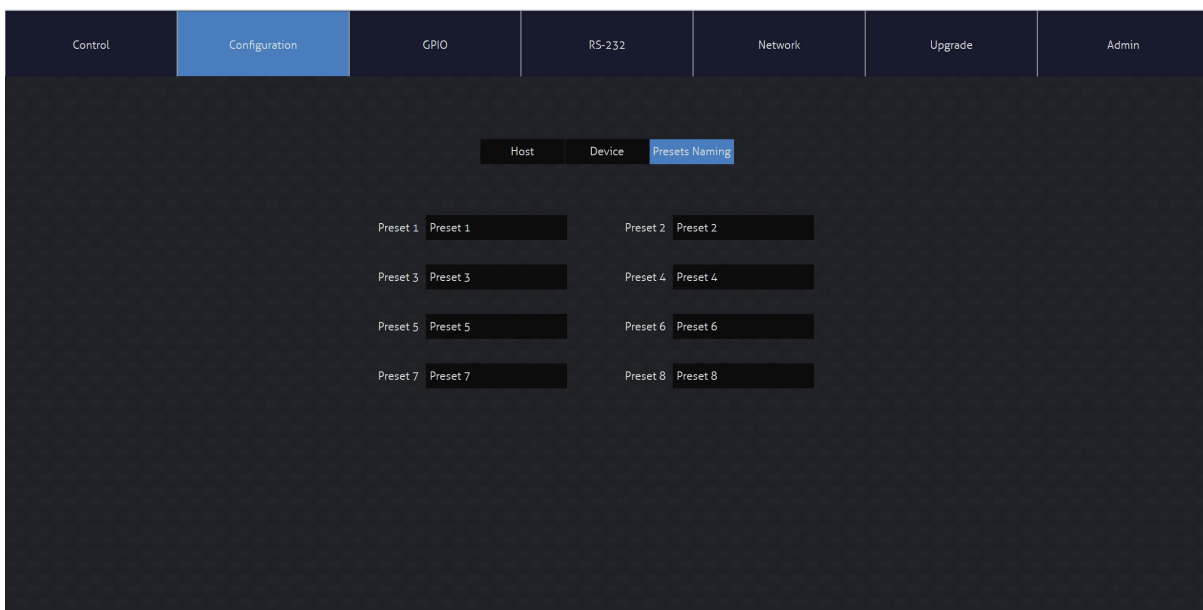 Control Configuration GPIO RS-232 Network Upgrade Admin
Host Device Presets Naming
Preset 1 Preset 1 Preset 2 Preset 2
Preset 3 Preset 3 Preset 4 Preset 4
Preset 5 Preset 5 Preset 6 Preset 6
Preset 7 Preset 7 Preset 8 Preset 8